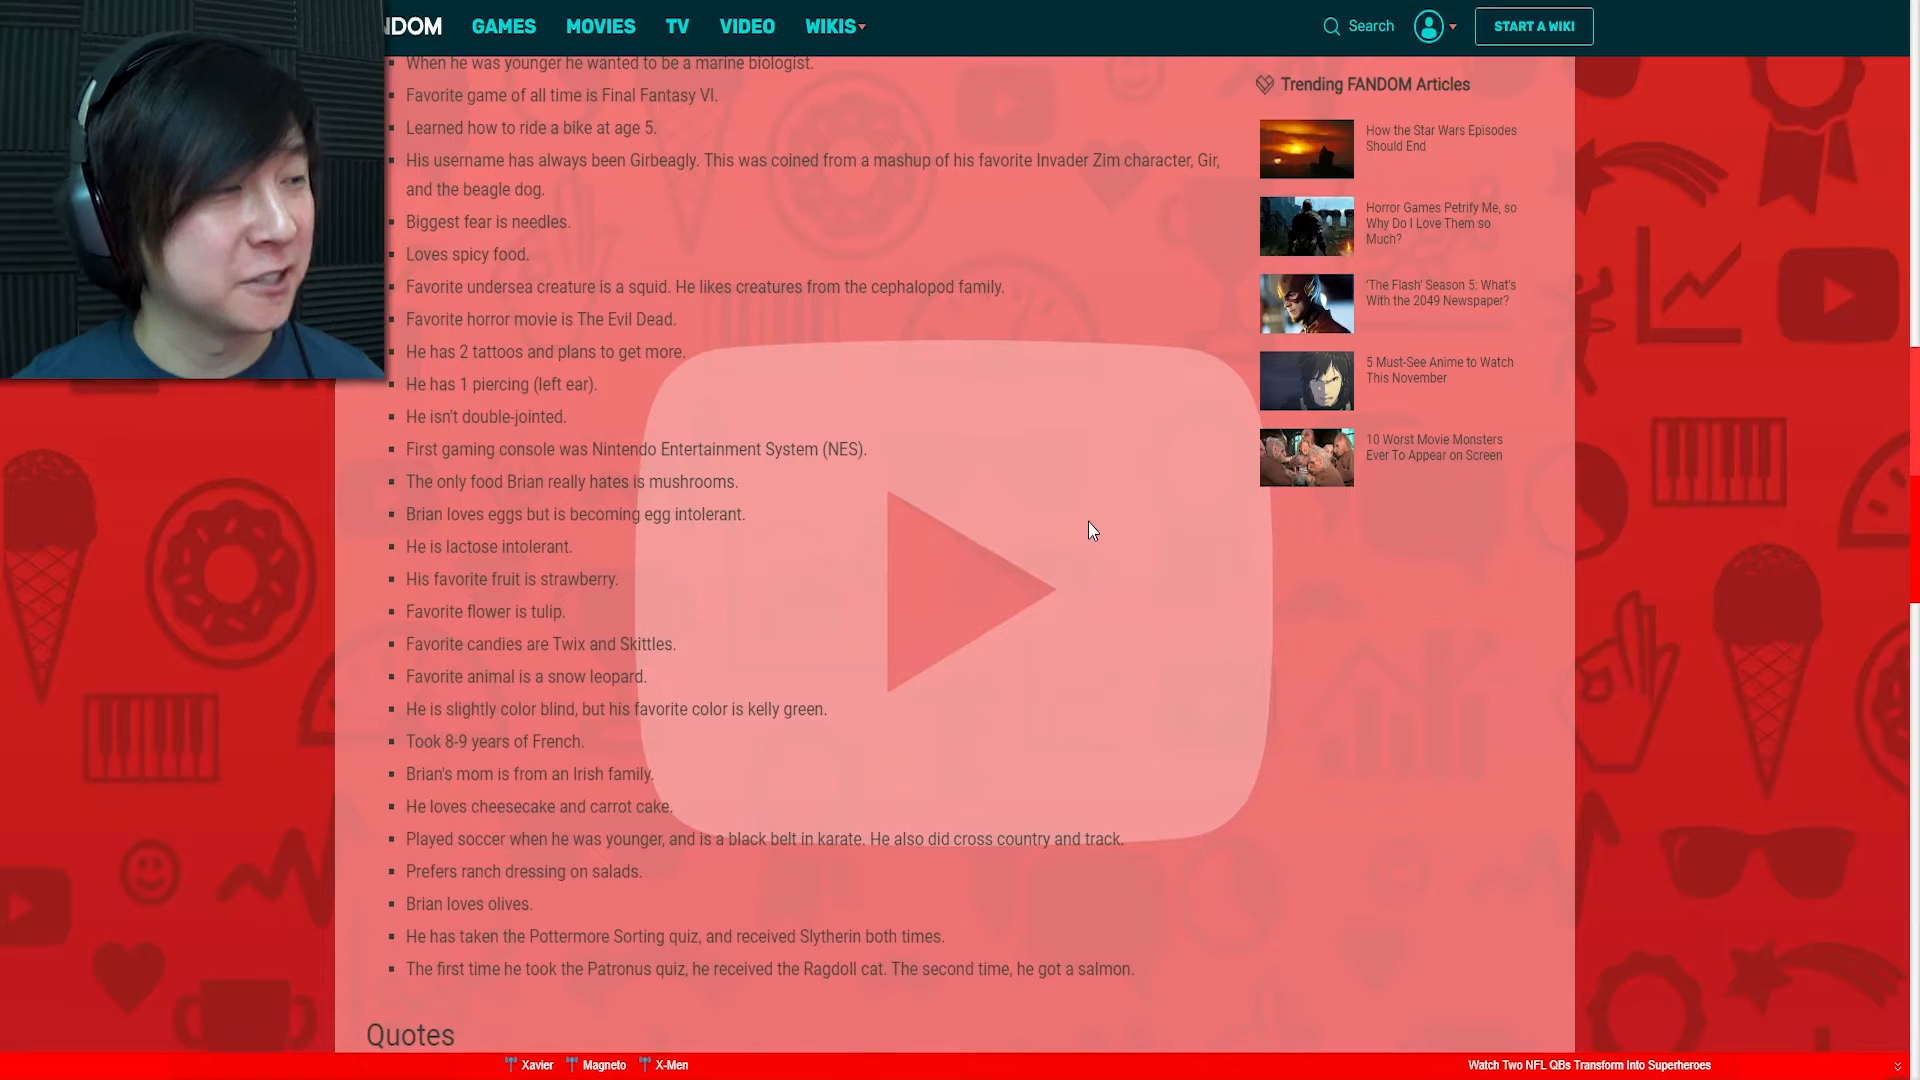 NDOM GAMES MOVIES TV VIDEO WIKIS Search START A WIKI
When he was younger he wanted to be a marine biologist.
Favorite game of all time is Final Fantasy VI.
Learned how to ride a bike at age 5.
His username has always been Girbeagly. This was coined from a mashup of his favorite Invader Zim character, Gir,
and the beagle dog.
Biggest fear is needles.
Loves spicy food.
Favorite undersea creature is a squid. He likes creatures from the cephalopod family.
Favorite horror movie is The Evil Dead.
He has 2 tattoos and plans to get more.
He has 1 piercing (left ear).
He isn't double-jointed.
First gaming console was Nintendo Entertainment System (NES).
The only food Brian really hates is mushrooms.
Brian loves eggs but is becoming egg intolerant.
He is lactose intolerant.
His favorite fruit is strawberry.
Favorite flower is tulip.
Favorite candies are Twix and Skittles.
Favorite animal is a snow leopard.
He is slightly color blind, but his favorite color is kelly green.
Took 8-9 years of French.
Brian's mom is from an Irish family.
He loves cheesecake and carrot cake.
Played soccer when he was younger, and is a black belt in karate. He also did cross country and track.
Prefers ranch dressing on salads.
Brian loves olives.
He has taken the Pottermore Sorting quiz, and received Slytherin both times.
The first time he took the Patronus quiz, he received the Ragdoll cat. The second time, he got a salmon.
Quotes
Trending FANDOM Articles
How the Star Wars Episodes
Should End
Horror Games Petrify Me, so
Why Do I Love Them so
Much?
'The Flash' Season 5: What's
With the 2049 Newspaper?
5 Must-See Anime to Watch
This November
10 Worst Movie Monsters
Ever To Appear on Screen
Xavier Magneto X-Men Watch Two NFL QBs Transform Into Superheroes